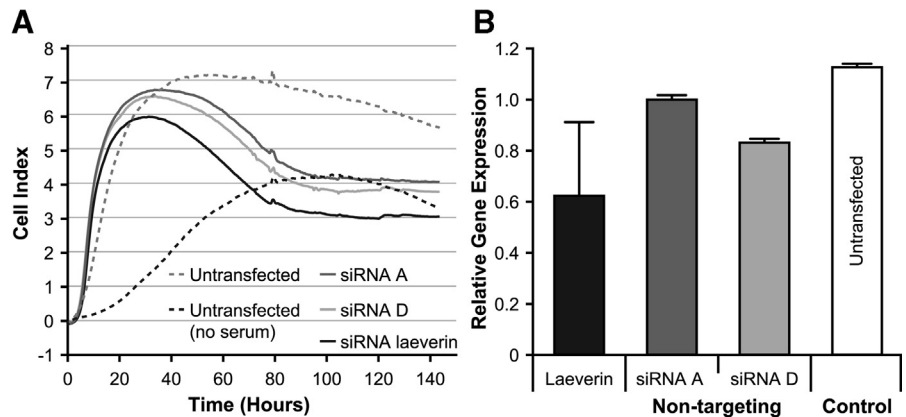 A
8
7
6
5
4
3
2
1
0
-1
Cell Index
Untransfected
Untransfected
(no serum)
siRNA A
siRNA D
siRNA laeverin
0 20 40 60 80 100 120 140
Time (Hours)
B
1.2
1.0
0.8
0.6
0.4
0.2
0
Relative Gene Expression
Untransfected
Laeverin siRNA A siRNA D
Non-targeting Control